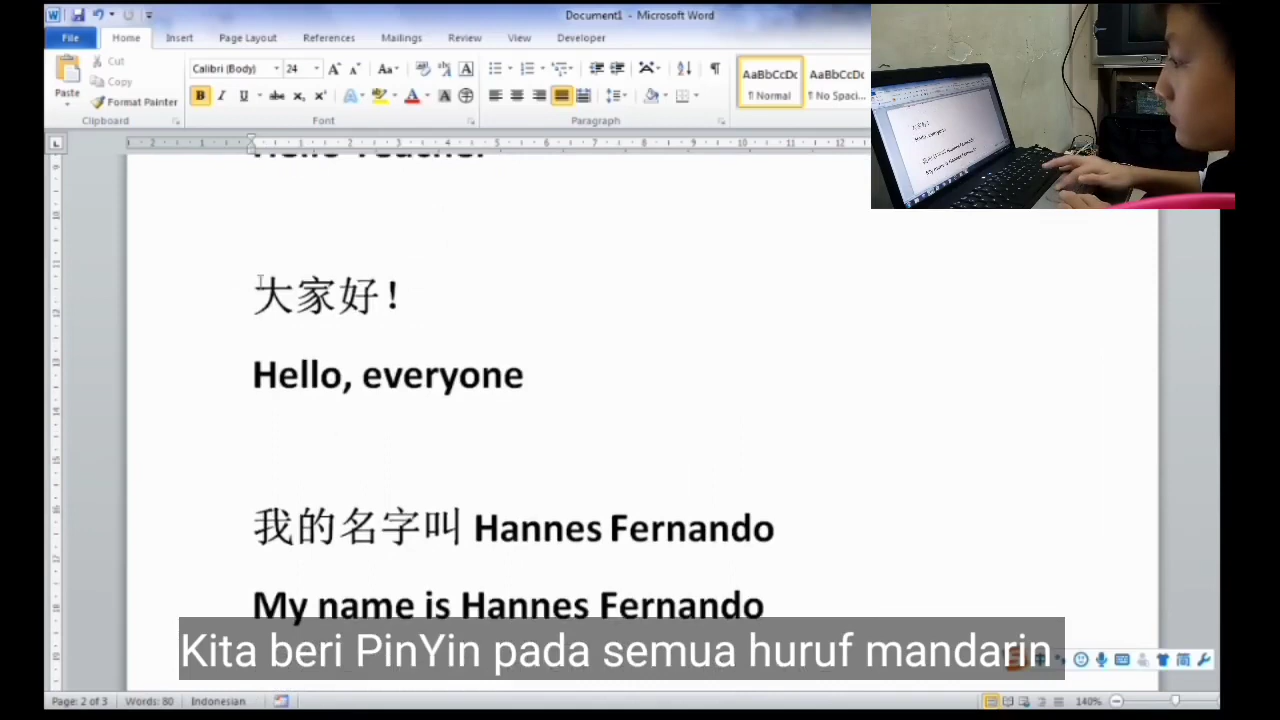 Document1 - Microsoft Word
File Home Insert Page Layout References Mailings Review View Developer
Paste
Cut
Copy
Format Painter
Calibri (Body) 24
AaBbCcDc
¶ Normal
AaBbCcDc
¶ No Spaci...
Clipboard Font Paragraph
Hello Teacher
大家好！
Hello, everyone
我的名字叫 Hannes Fernando
My name is Hannes Fernando
Kita beri PinYin pada semua huruf mandarin
Page: 2 of 3 Words: 80 Indonesian 140%